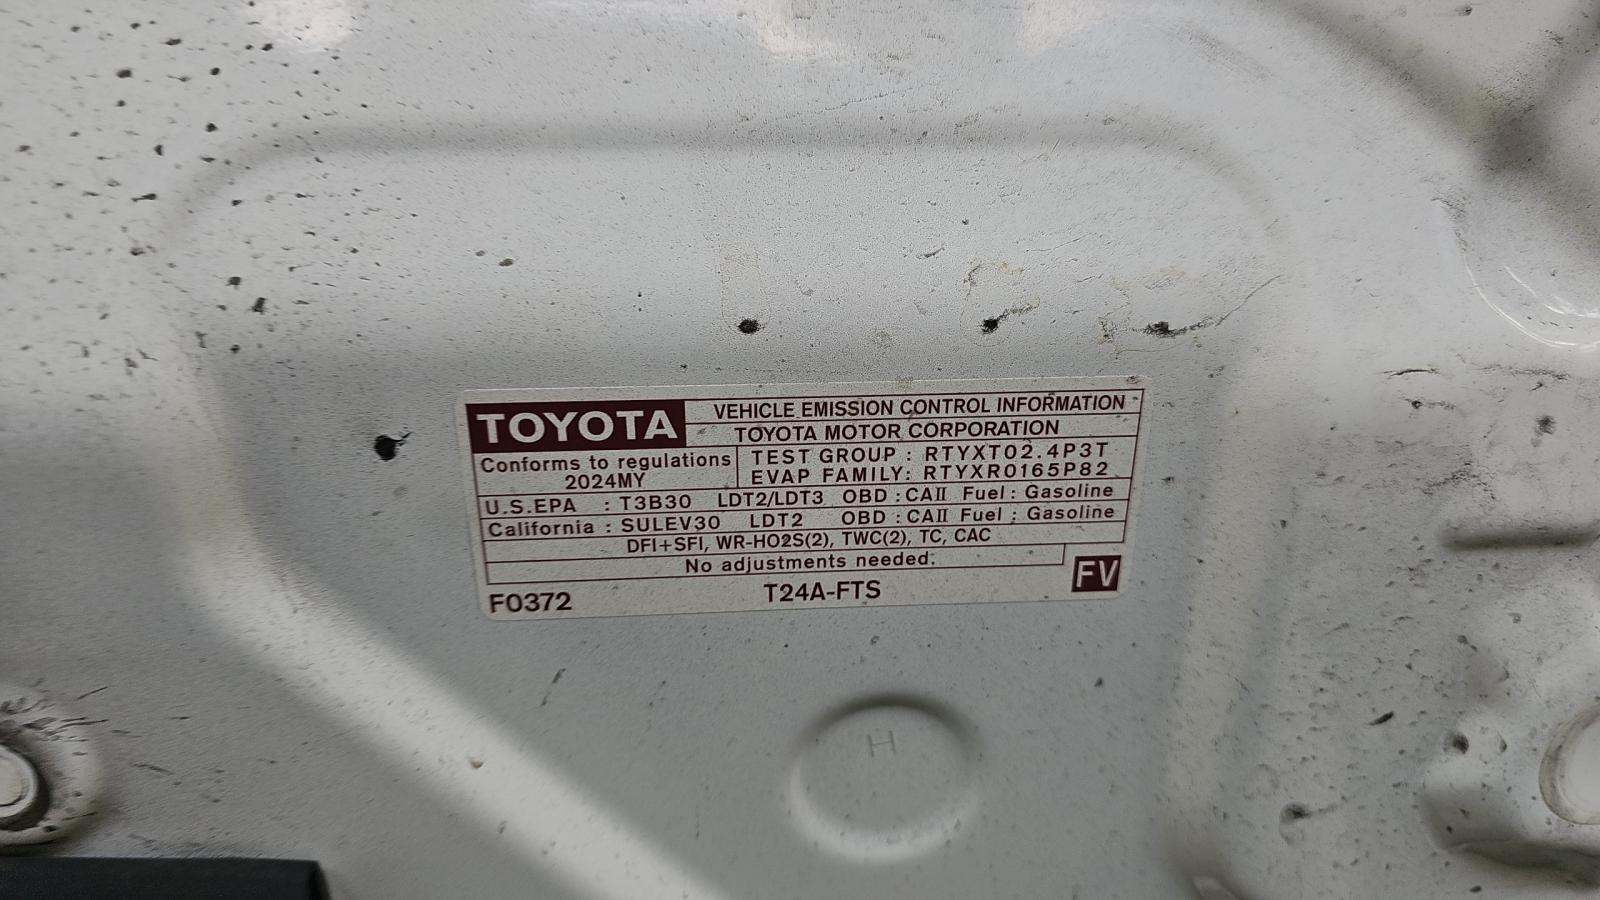 TOYOTA VEHICLE EMISSION CONTROL INFORMATION
TOYOTA MOTOR CORPORATION
Conforms to regulations
2024MY
TEST GROUP : RTYXT02.4P3T
EVAP FAMILY: RTYXR0165P82
U.S.EPA : T3B30 LDT2/LDT3 OBD : CAII Fuel : Gasoline
California : SULEV30 LDT2 OBD : CAII Fuel : Gasoline
DFI+SFI, WR-HO2S(2), TWC(2), TC, CAC
No adjustments needed.
F0372 T24A-FTS FV
H